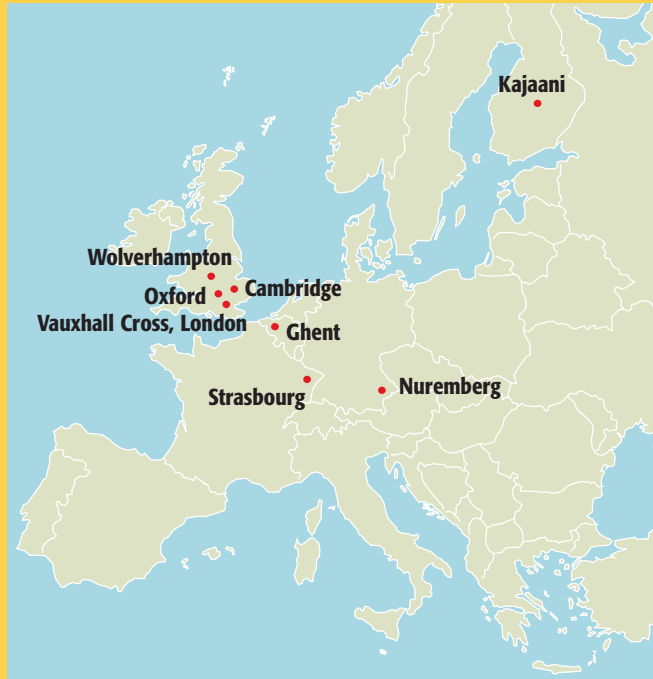 Kajaani
Wolverhampton
Oxford
Cambridge
Vauxhall Cross, London
Ghent
Strasbourg
Nuremberg